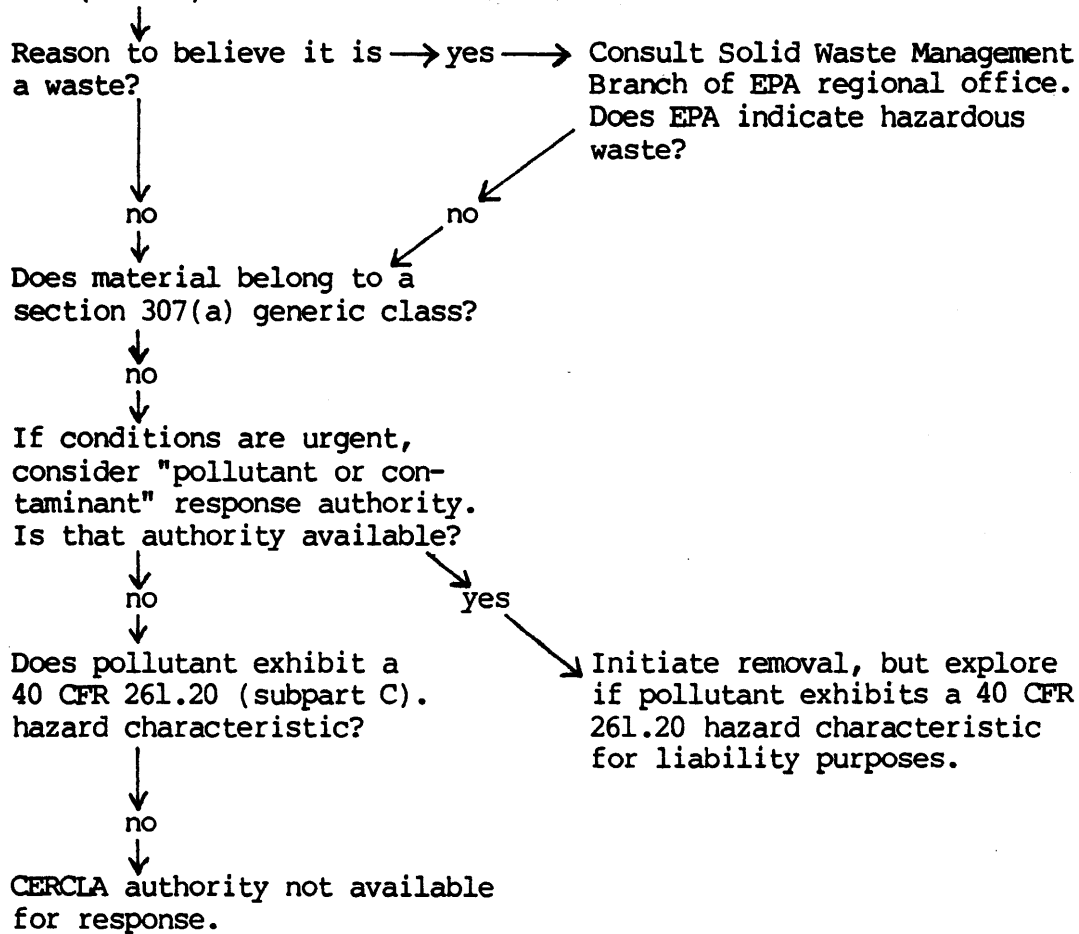 Reason to believe it is → yes → Consult Solid Waste Management
a waste? Branch of EPA regional office.
Does EPA indicate hazardous
waste?
no no
Does material belong to a
section 307(a) generic class?
no
If conditions are urgent,
consider "pollutant or con-
taminant" response authority.
Is that authority available?
no yes
Does pollutant exhibit a
40 CFR 261.20 (subpart C).
hazard characteristic?
Initiate removal, but explore
if pollutant exhibits a 40 CFR
261.20 hazard characteristic
for liability purposes.
no
CERCLA authority not available
for response.